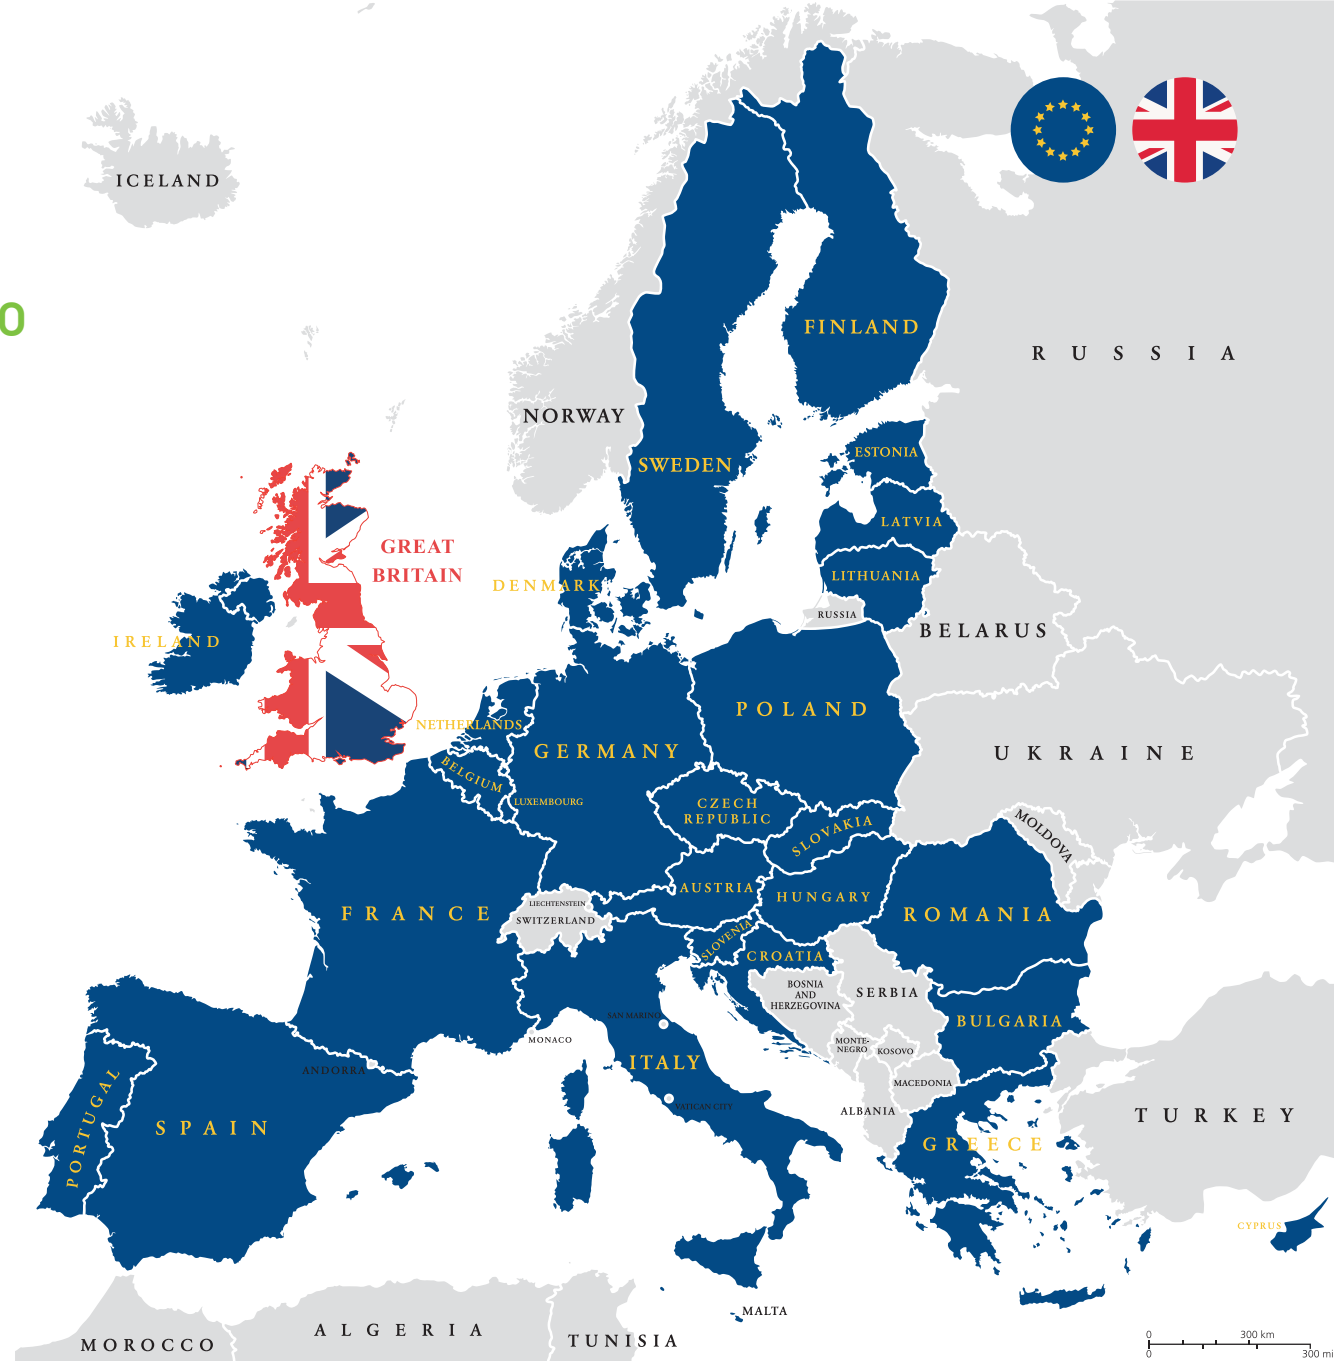 ICELAND
O
FINLAND
RUSSIA
NORWAY
SWEDEN
ESTONIA
LATVIA
GREAT
BRITAIN
DENMARK
LITHUANIA
RUSSIA
BELARUS
IRELAND
POLAND
NETHERLANDS
GERMANY
UKRAINE
BELGIUM
LUXEMBOURG
CZECH
REPUBLIC
SLOVAKIA
MOLDOVA
AUSTRIA
HUNGARY
LIECHTENSTEIN
SWITZERLAND
FRANCE
ROMANIA
SLOVENIA
CROATIA
BOSNIA
AND
HERZEGOVINA
SERBIA
SAN MARINO
BULGARIA
MONACO
MONTE-
NEGRO
KOSOVO
ITALY
ANDORRA
MACEDONIA
VATICAN CITY
ALBANIA
PORTUGAL
SPAIN
GREECE
TURKEY
CYPRUS
MALTA
MOROCCO
ALGERIA
TUNISIA
0 300 km
0 300 mi